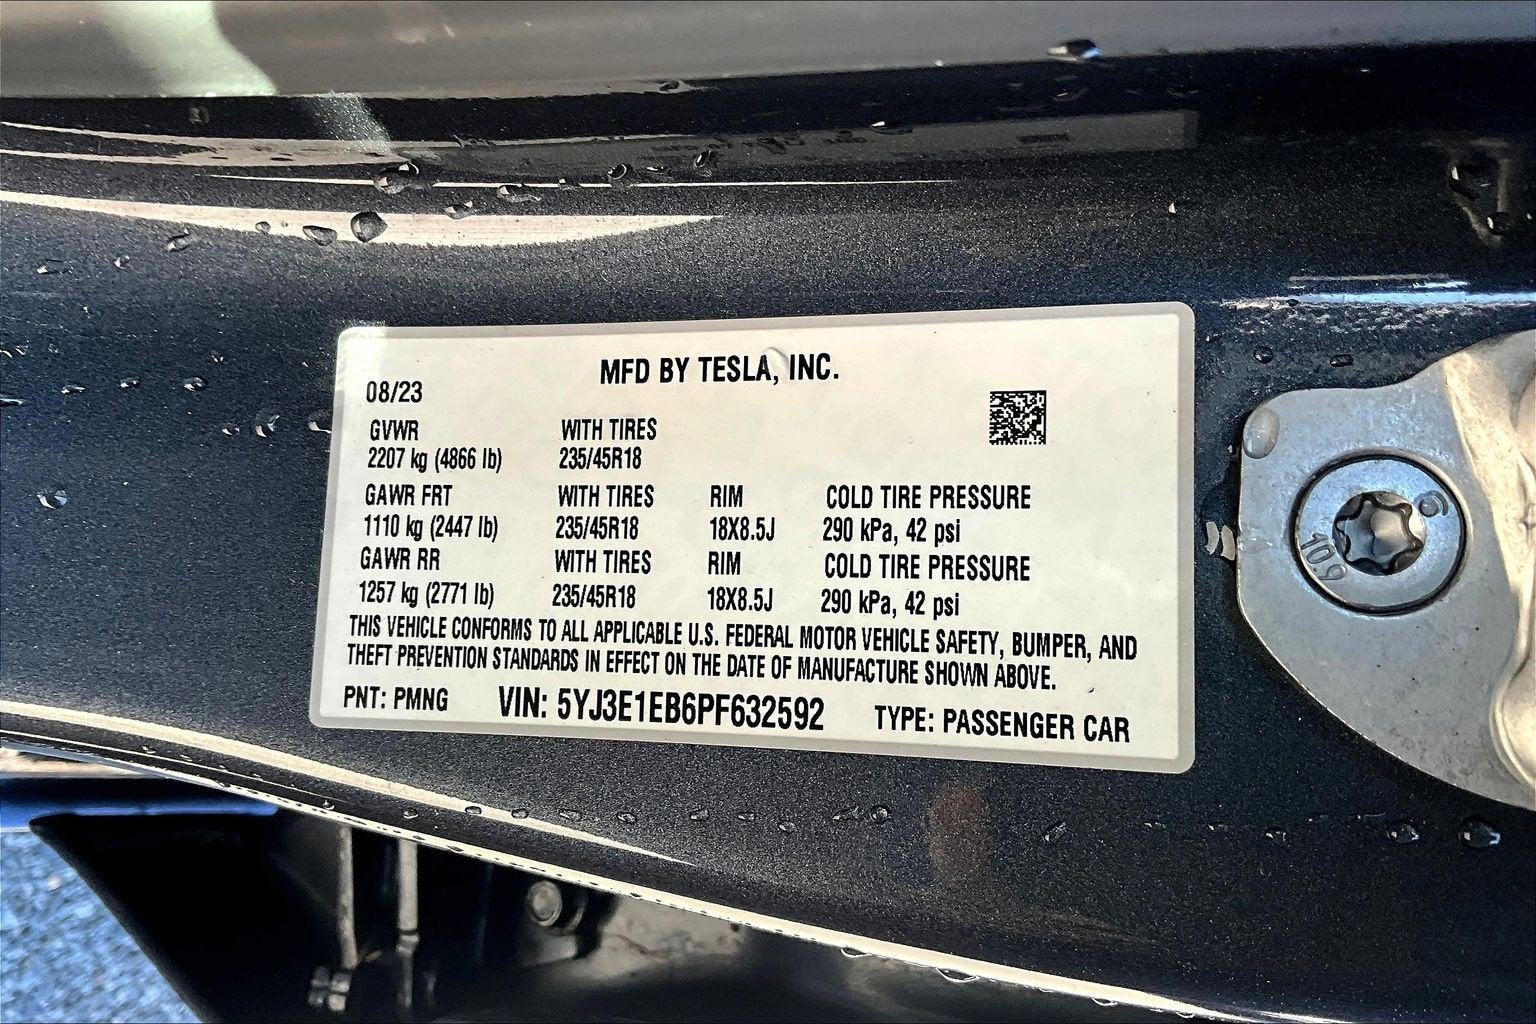 MFD BY TESLA, INC.
08/23
GVWR WITH TIRES
2207 kg (4866 lb) 235/45R18
GAWR FRT WITH TIRES RIM COLD TIRE PRESSURE
1110 kg (2447 lb) 235/45R18 18X8.5J 290 kPa, 42 psi
GAWR RR WITH TIRES RIM COLD TIRE PRESSURE
1257 kg (2771 lb) 235/45R18 18X8.5J 290 kPa, 42 psi
THIS VEHICLE CONFORMS TO ALL APPLICABLE U.S. FEDERAL MOTOR VEHICLE SAFETY, BUMPER, AND
THEFT PREVENTION STANDARDS IN EFFECT ON THE DATE OF MANUFACTURE SHOWN ABOVE.
PNT: PMNG VIN: 5YJ3E1EB6PF632592 TYPE: PASSENGER CAR
10.9